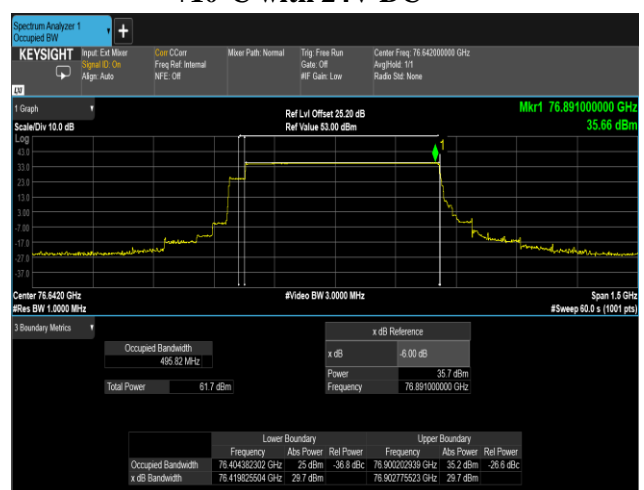 Spectrum Analyzer 1
Occupied BW
+
KEYSIGHT Input: Ext Mixer Corr CCorr Mixer Path: Normal Trig: Free Run Center Freq: 76.642000000 GHz
Signal ID: On Freq Ref: Internal Gate: Off Avg|Hold: 1/1
Align: Auto NFE: Off #IF Gain: Low Radio Std: None
LXI
1 Graph Ref Lvl Offset 25.20 dB Mkr1 76.891000000 GHz
Scale/Div 10.0 dB Ref Value 53.00 dBm 35.66 dBm
Log
43.0
33.0
23.0
13.0
3.00
-7.00
-17.0
-27.0
-37.0
1
Center 76.6420 GHz #Video BW 3.0000 MHz Span 1.5 GHz
#Res BW 1.0000 MHz #Sweep 60.0 s (1001 pts)
3 Boundary Metrics
x dB Reference
Occupied Bandwidth
495.82 MHz
x dB -6.00 dB
Power 35.7 dBm
Total Power 61.7 dBm Frequency 76.891000000 GHz
Lower Boundary Upper Boundary
Frequency Abs Power Rel Power Frequency Abs Power Rel Power
Occupied Bandwidth 76.404382302 GHz 25 dBm -36.8 dBc 76.900202939 GHz 35.2 dBm -26.6 dBc
x dB Bandwidth 76.419825504 GHz 29.7 dBm 76.902775523 GHz 29.7 dBm